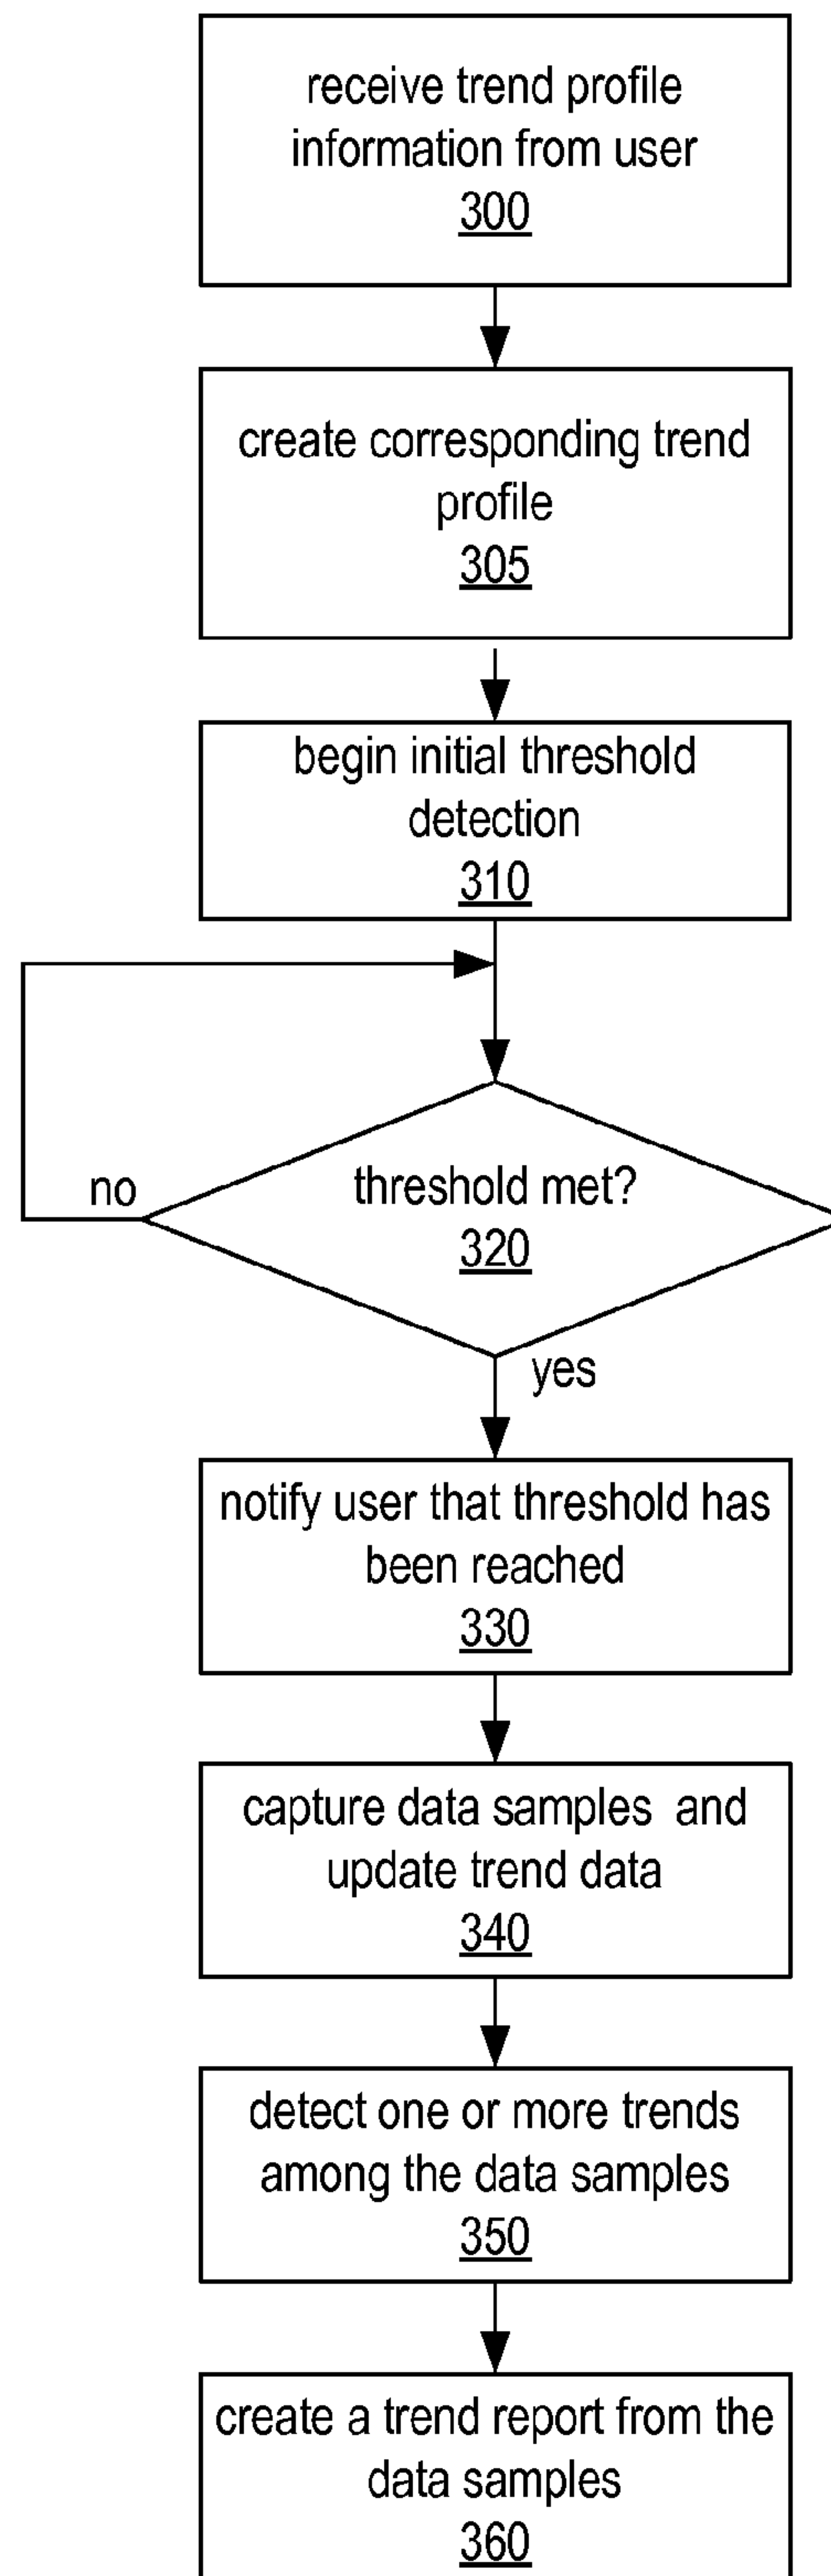 receive trend profile
information from user
300
create corresponding trend
profile
305
begin initial threshold
detection
310
no
threshold met?
320
yes
notify user that threshold has
been reached
330
capture data samples and
update trend data
340
detect one or more trends
among the data samples
350
create a trend report from the
data samples
360